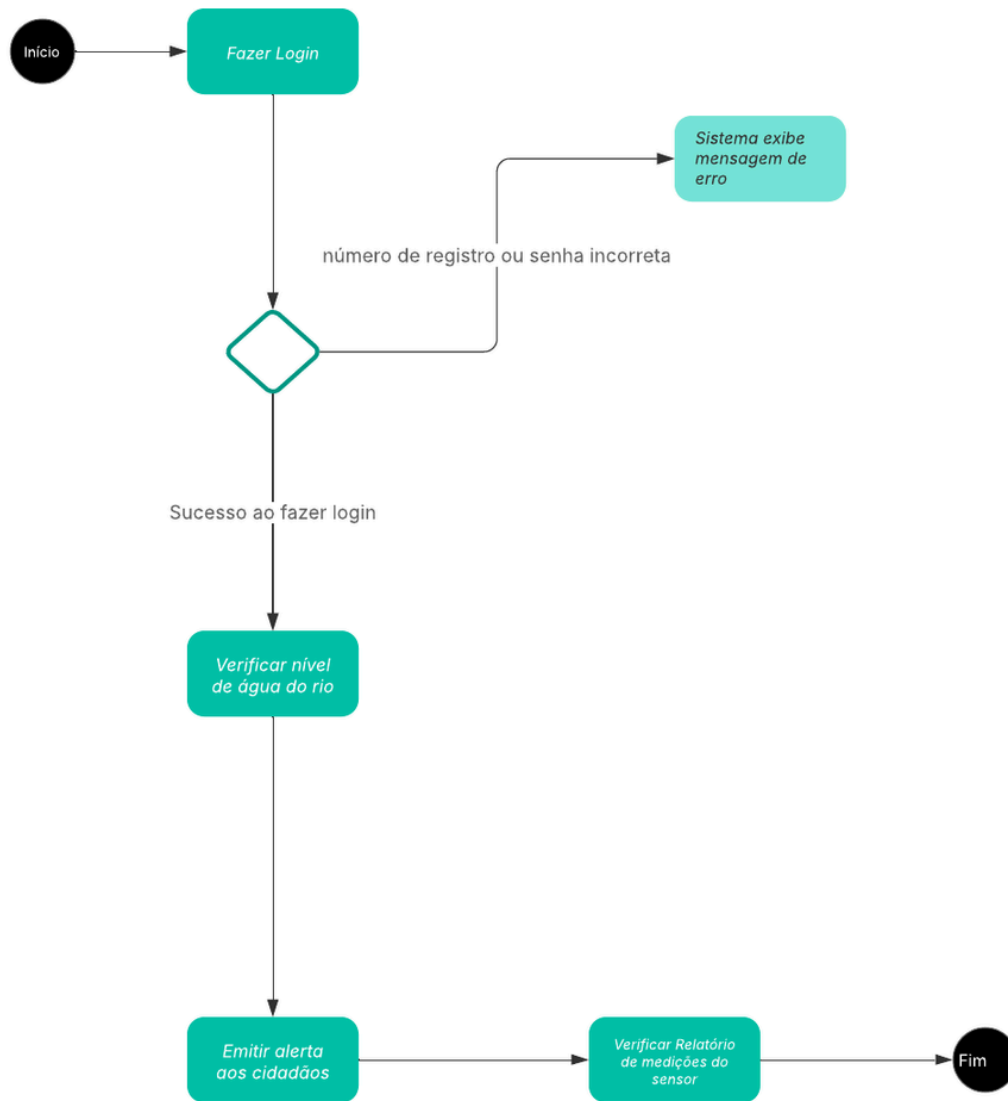 Início
Fazer Login
Sistema exibe
mensagem de
erro
número de registro ou senha incorreta
Sucesso ao fazer login
Verificar nível
de água do rio
Emitir alerta
aos cidadãos
Verificar Relatório
de medições do
sensor
Fim